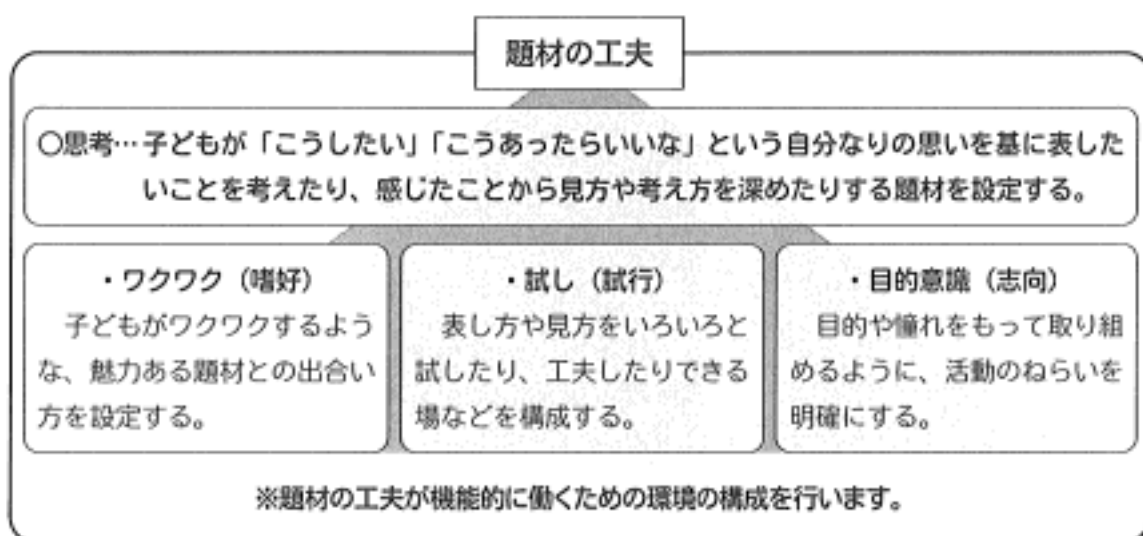 題材の工夫
〇思考…子どもが「こうしたい」「こうあったらいいな」という自分なりの思いを基に表した
いことを考えたり、感じたことから見方や考え方を深めたりする題材を設定する。
・ワクワク(嗜好)
子どもがワクワクするよう
な、魅力ある題材との出合い
方を設定する。
・試し(試行)
表し方や見方をいろいろと
試したり、工夫したりできる
場などを構成する。
・目的意識(志向)
目的や憧れをもって取り組
めるように、活動のねらいを
明確にする。
※題材の工夫が機能的に働くための環境の構成を行います。